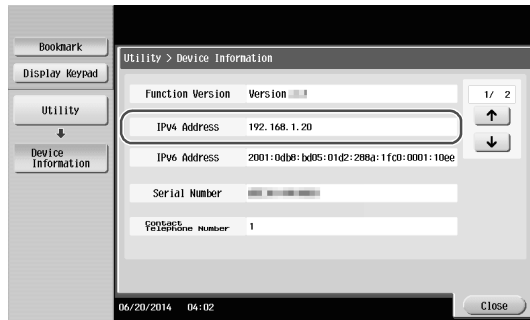 Bookmark
Display Keypad
Utility
Device
Information
Utility > Device Information
Function Version Version
IPv4 Address 192.168.1.20
IPv6 Address 2001:0db8:bd05:01d2:288a:1fc0:0001:10ee
Serial Number
Contact
Telephone Number 1
1/ 2
06/20/2014 04:02
Close